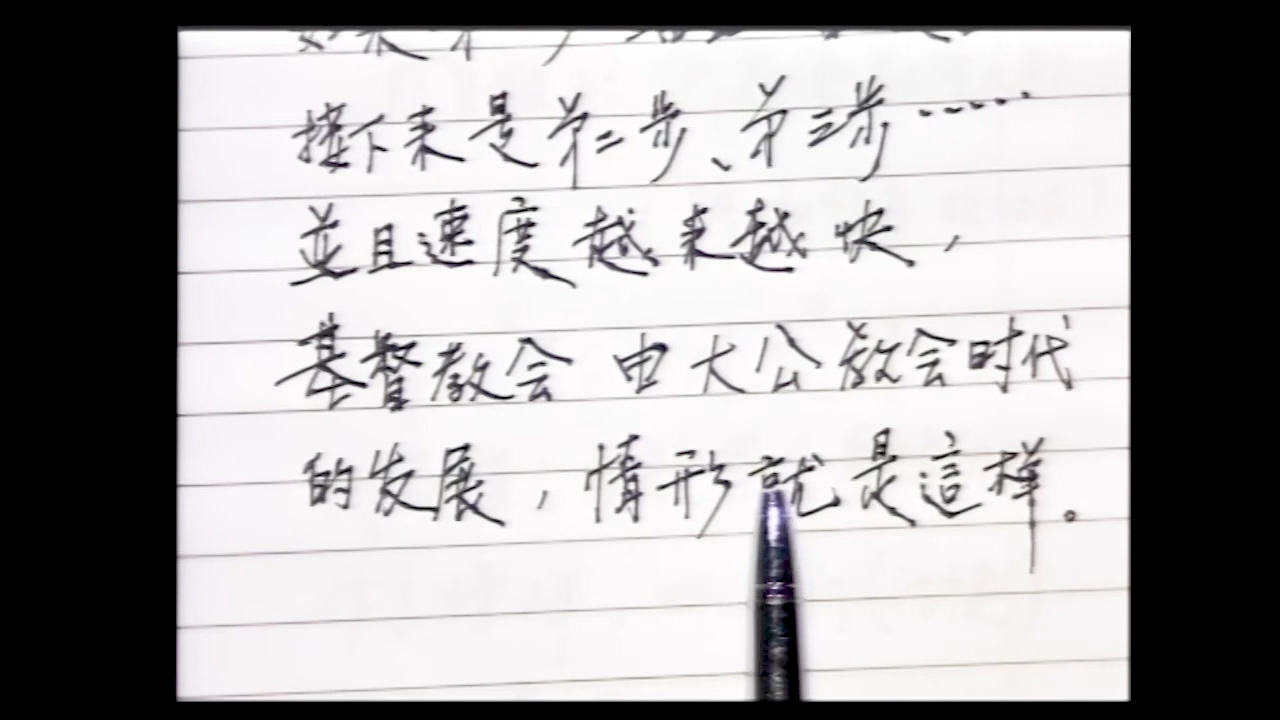 接下来是第二步、第三步……
並且速度越来越快，
基督教会由大公教会时代
的发展，情形就是這样。